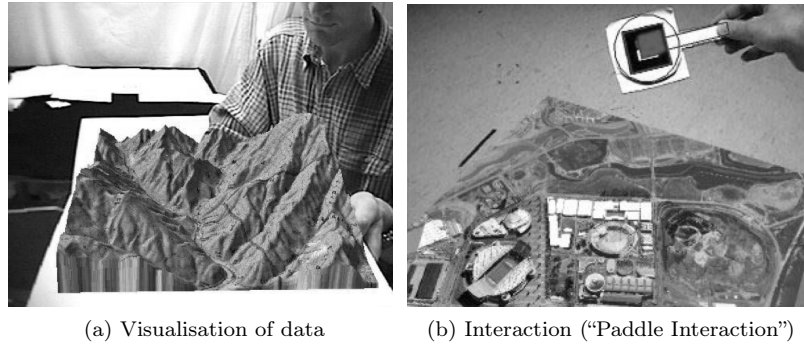 (a) Visualisation of data
(b) Interaction (“Paddle Interaction”)